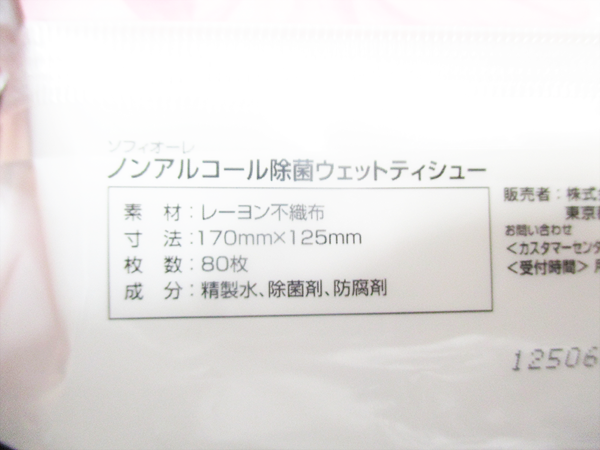 ソフィオーレ
ノンアルコール除菌ウェットティシュー
素材：レーヨン不織布
寸法：170mm×125mm
枚数：80枚
成分：精製水、除菌剤、防腐剤
販売者：株式
東京
お問い合わせ
＜カスタマーセン
＜受付時間＞
12506